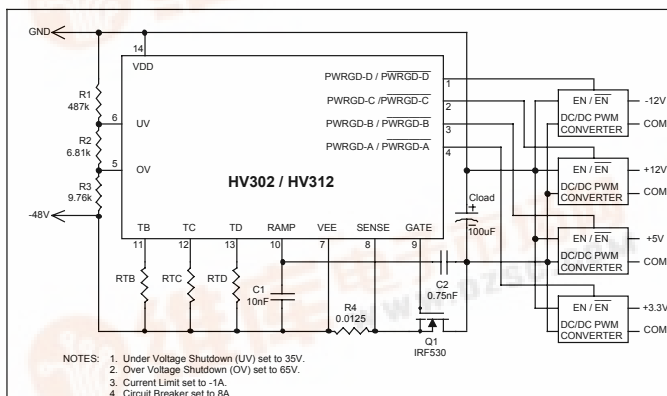 GND
14
VDD
PWRGD-D / PWRGD-D
1
PWRGD-C / PWRGD-C
2
PWRGD-B / PWRGD-B
3
PWRGD-A / PWRGD-A
4
R1
487k
6
UV
R2
6.81k
5
OV
R3
9.76k
-48V
HV302 / HV312
TB
TC
TD
RAMP
VEE
SENSE
GATE
11
12
13
10
7
8
9
RTB
RTC
RTD
C1
10nF
R4
0.0125
C2
0.75nF
Cload
+
100uF
Q1
IRF530
EN / EN
DC/DC PWM
CONVERTER
-12V
COM
EN / EN
DC/DC PWM
CONVERTER
+12V
COM
EN / EN
DC/DC PWM
CONVERTER
+5V
COM
EN / EN
DC/DC PWM
CONVERTER
+3.3V
COM
NOTES: 1. Under Voltage Shutdown (UV) set to 35V.
2. Over Voltage Shutdown (OV) set to 65V.
3. Current Limit set to -1A.
4. Circuit Breaker set to 8A